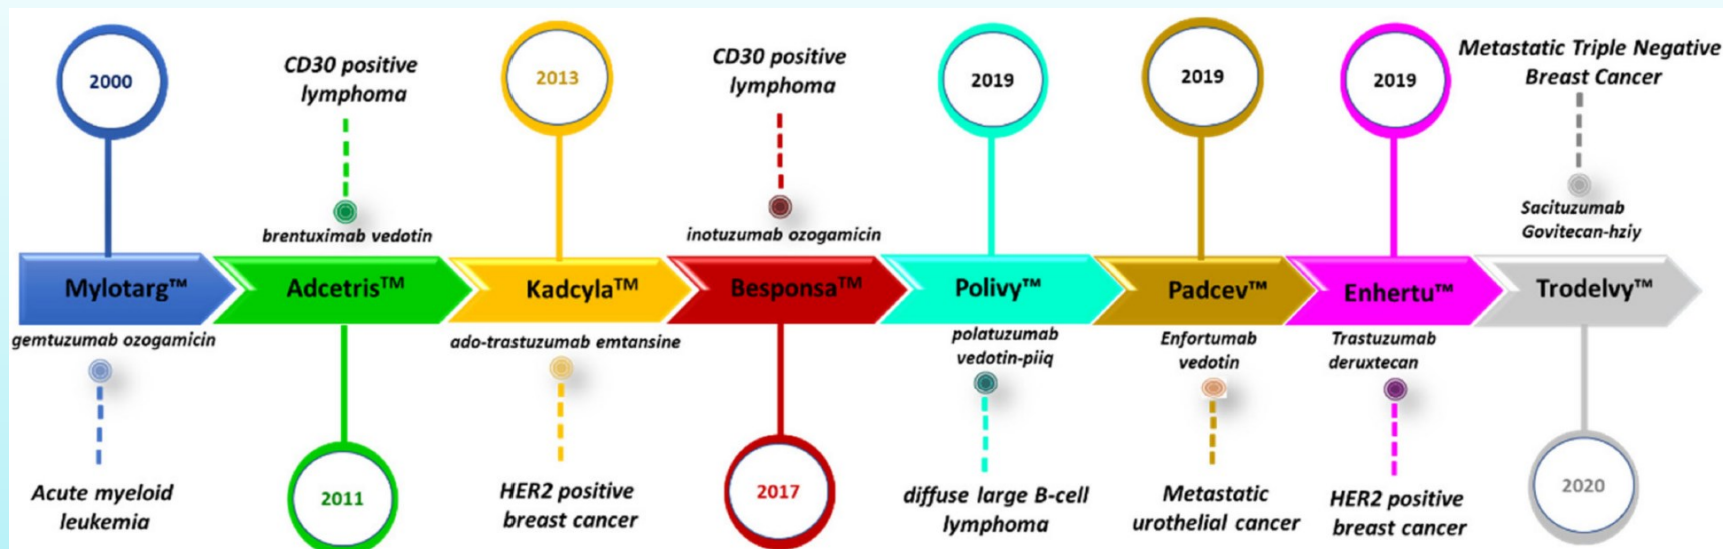 2000
CD30 positive
lymphoma
2013
CD30 positive
lymphoma
2019
2019
2019
Metastatic Triple Negative
Breast Cancer
brentuximab vedotin
inotuzumab ozogamicin
Sacituzumab
Govitecan-hziy
Mylotarg™
Adcetris™
Kadcyla™
Besponsa™
Polivy™
Padcev™
Enhertu™
Trodelvy™
gemtuzumab ozogamicin
ado-trastuzumab emtansine
polatuzumab
vedotin-piiq
Enfortumab
vedotin
Trastuzumab
deruxtecan
Acute myeloid
leukemia
2011
HER2 positive
breast cancer
2017
diffuse large B-cell
lymphoma
Metastatic
urothelial cancer
HER2 positive
breast cancer
2020